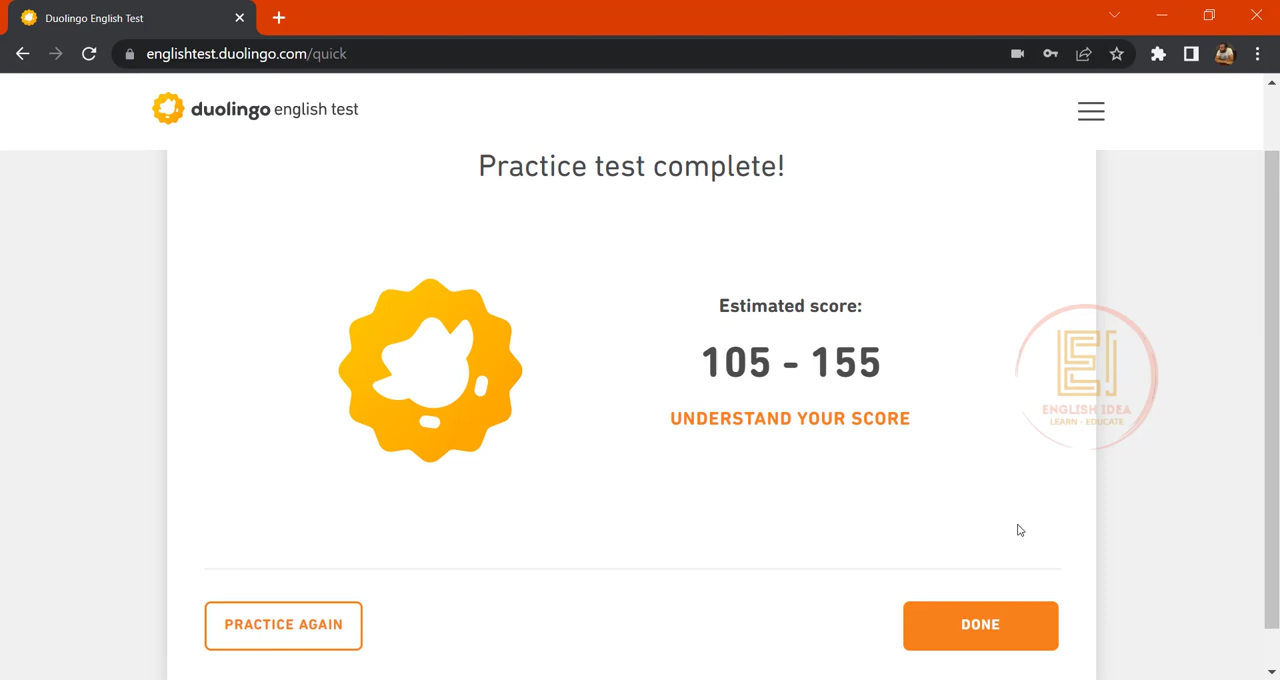 Duolingo English Test
englishtest.duolingo.com/quick
duolingo english test
Practice test complete!
Estimated score:
105 - 155
UNDERSTAND YOUR SCORE
EI
ENGLISH IDEA
LEARN - EDUCATE
PRACTICE AGAIN
DONE